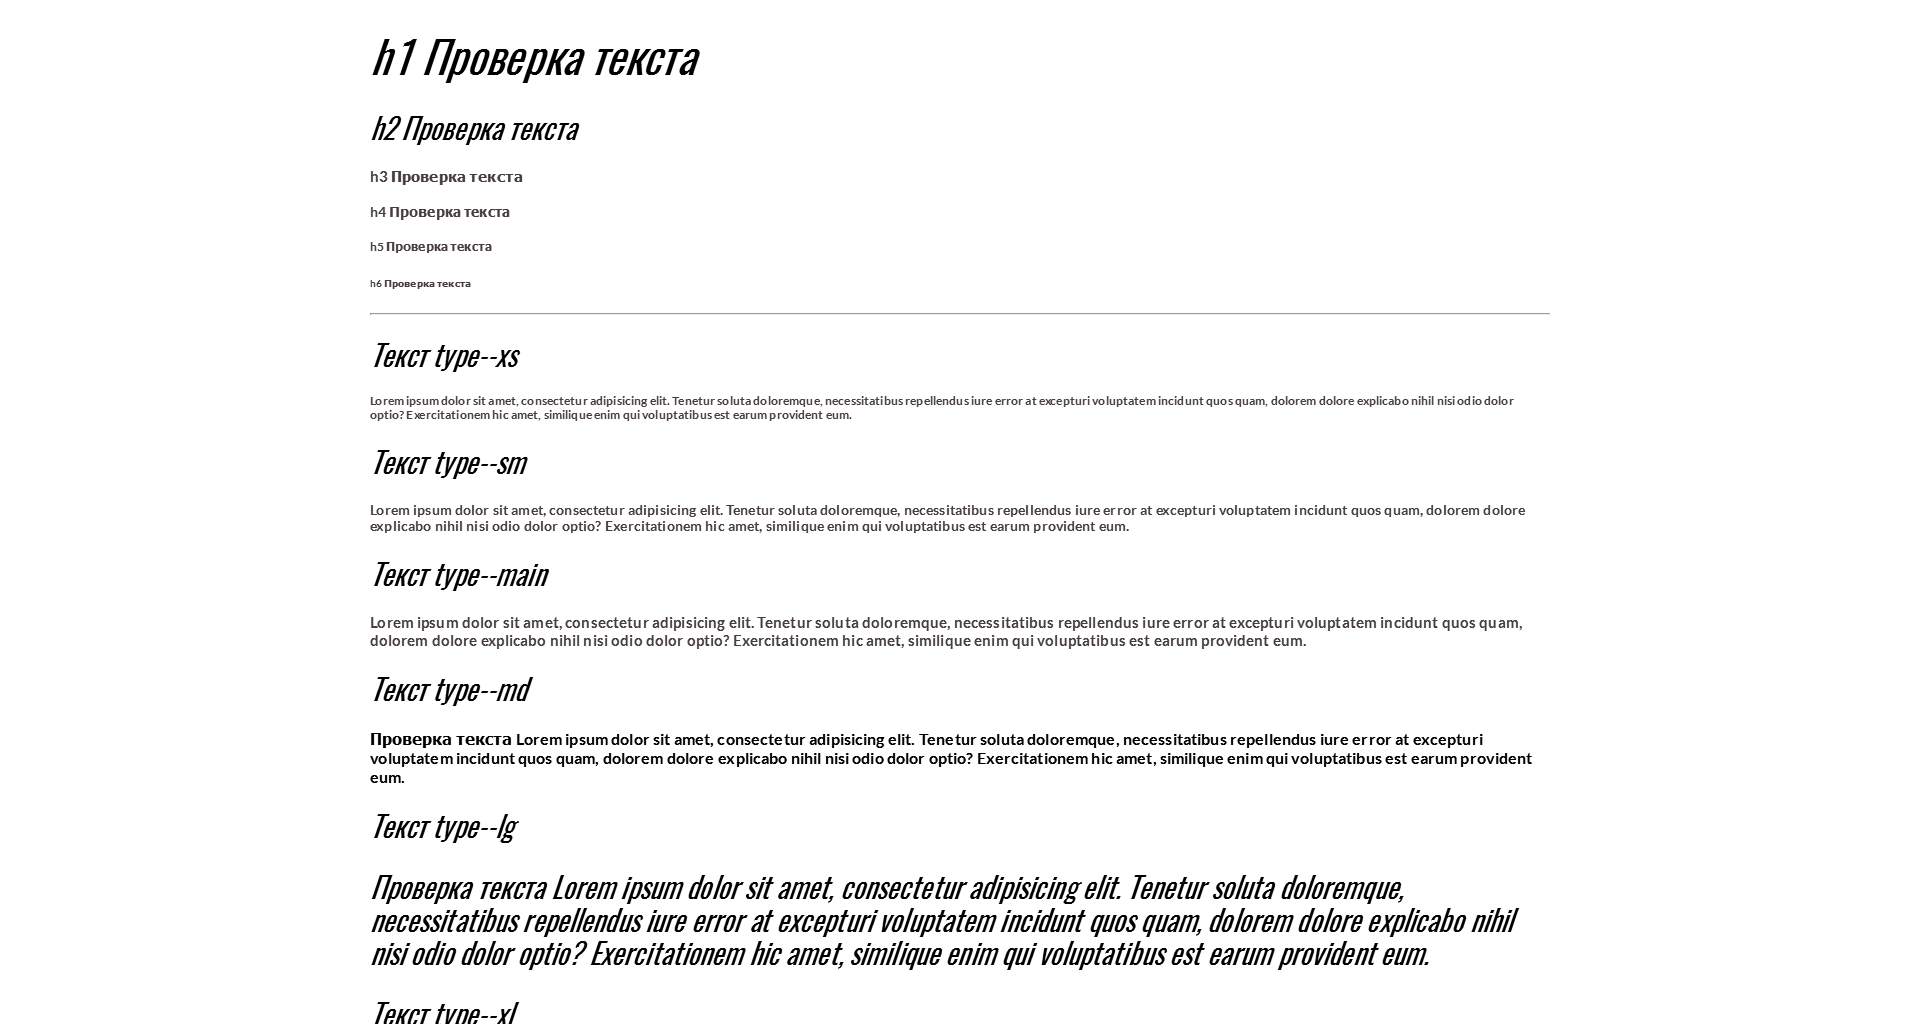 h1 Проверка текста
h2 Проверка текста
h3 Проверка текста
h4 Проверка текста
h5 Проверка текста
h6 Проверка текста
Текст type--xs
Lorem ipsum dolor sit amet, consectetur adipisicing elit. Tenetur soluta doloremque, necessitatibus repellendus iure error at excepturi voluptatem incidunt quos quam, dolorem dolore explicabo nihil nisi odio dolor
optio? Exercitationem hic amet, similique enim qui voluptatibus est earum provident eum.
Текст type--sm
Lorem ipsum dolor sit amet, consectetur adipisicing elit. Tenetur soluta doloremque, necessitatibus repellendus iure error at excepturi voluptatem incidunt quos quam, dolorem dolore
explicabo nihil nisi odio dolor optio? Exercitationem hic amet, similique enim qui voluptatibus est earum provident eum.
Текст type--main
Lorem ipsum dolor sit amet, consectetur adipisicing elit. Tenetur soluta doloremque, necessitatibus repellendus iure error at excepturi voluptatem incidunt quos quam,
dolorem dolore explicabo nihil nisi odio dolor optio? Exercitationem hic amet, similique enim qui voluptatibus est earum provident eum.
Текст type--md
Проверка текста Lorem ipsum dolor sit amet, consectetur adipisicing elit. Tenetur soluta doloremque, necessitatibus repellendus iure error at excepturi
voluptatem incidunt quos quam, dolorem dolore explicabo nihil nisi odio dolor optio? Exercitationem hic amet, similique enim qui voluptatibus est earum provident
eum.
Текст type--lg
Проверка текста Lorem ipsum dolor sit amet, consectetur adipisicing elit. Tenetur soluta doloremque,
necessitatibus repellendus iure error at excepturi voluptatem incidunt quos quam, dolorem dolore explicabo nihil
nisi odio dolor optio? Exercitationem hic amet, similique enim qui voluptatibus est earum provident eum.
Текст type--xl